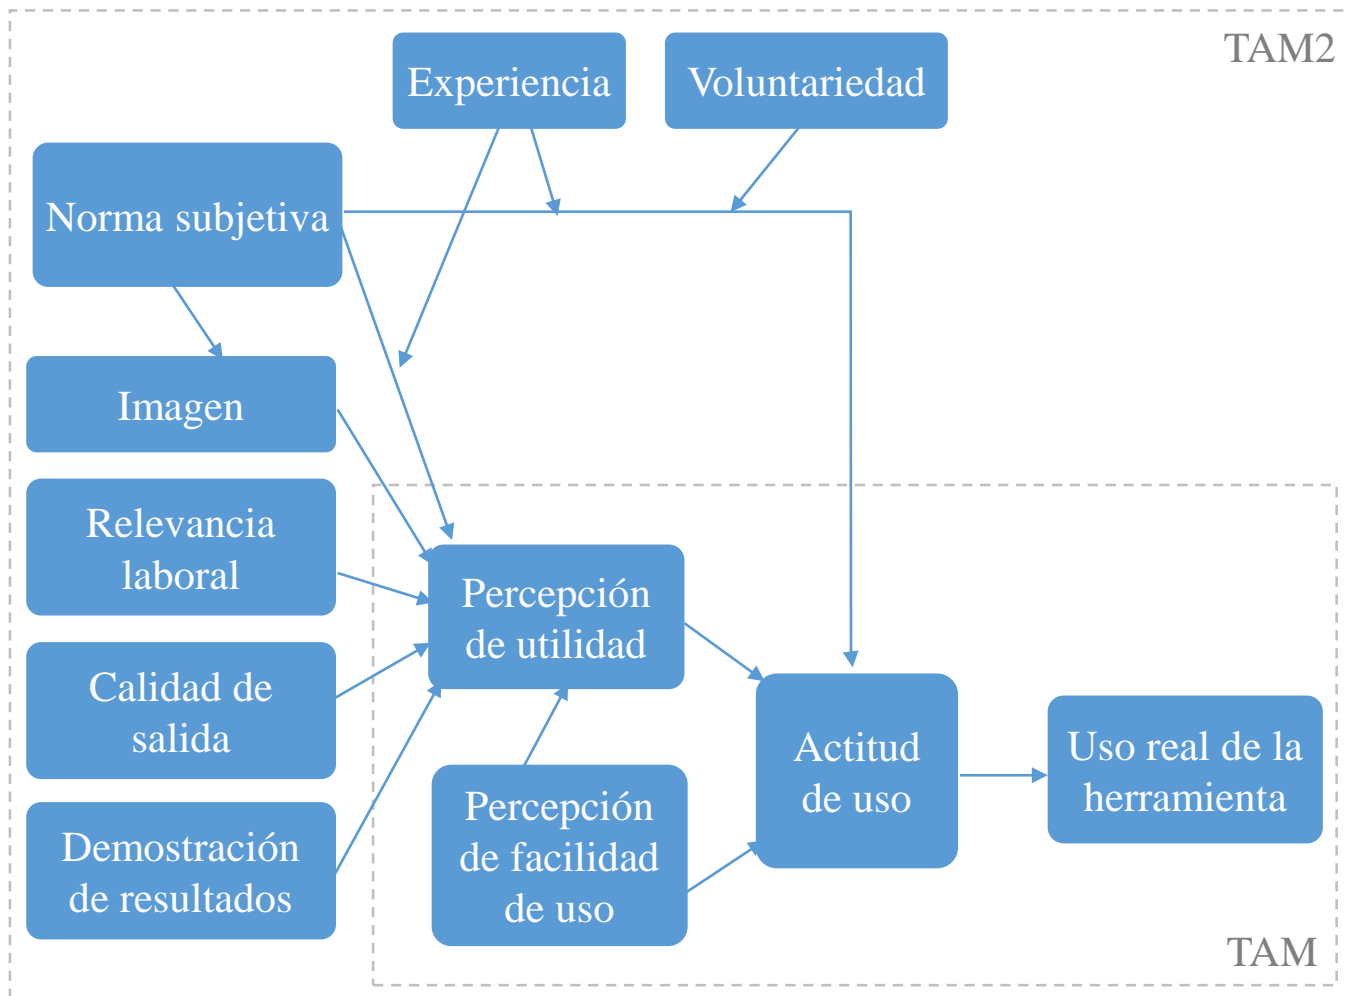 TAM2
Experiencia
Voluntariedad
Norma subjetiva
Imagen
Relevancia
laboral
Calidad de
salida
Demostración
de resultados
Percepción
de utilidad
Percepción
de facilidad
de uso
Actitud
de uso
Uso real de la
herramienta
TAM